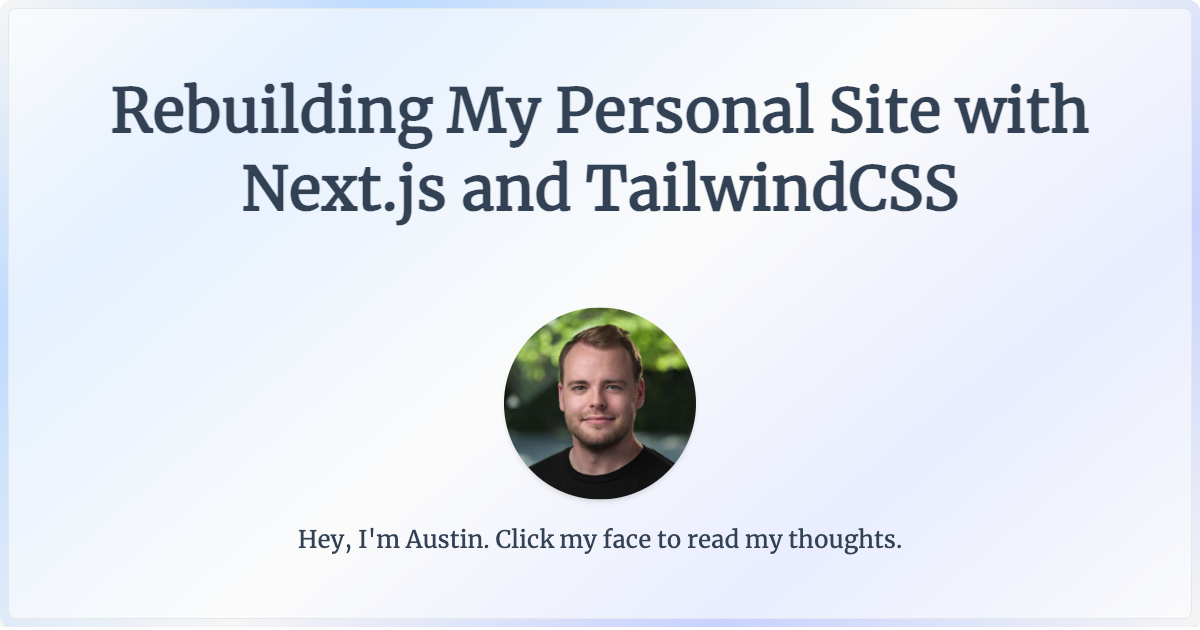 Rebuilding My Personal Site with
Next.js and TailwindCSS
Hey, I'm Austin. Click my face to read my thoughts.